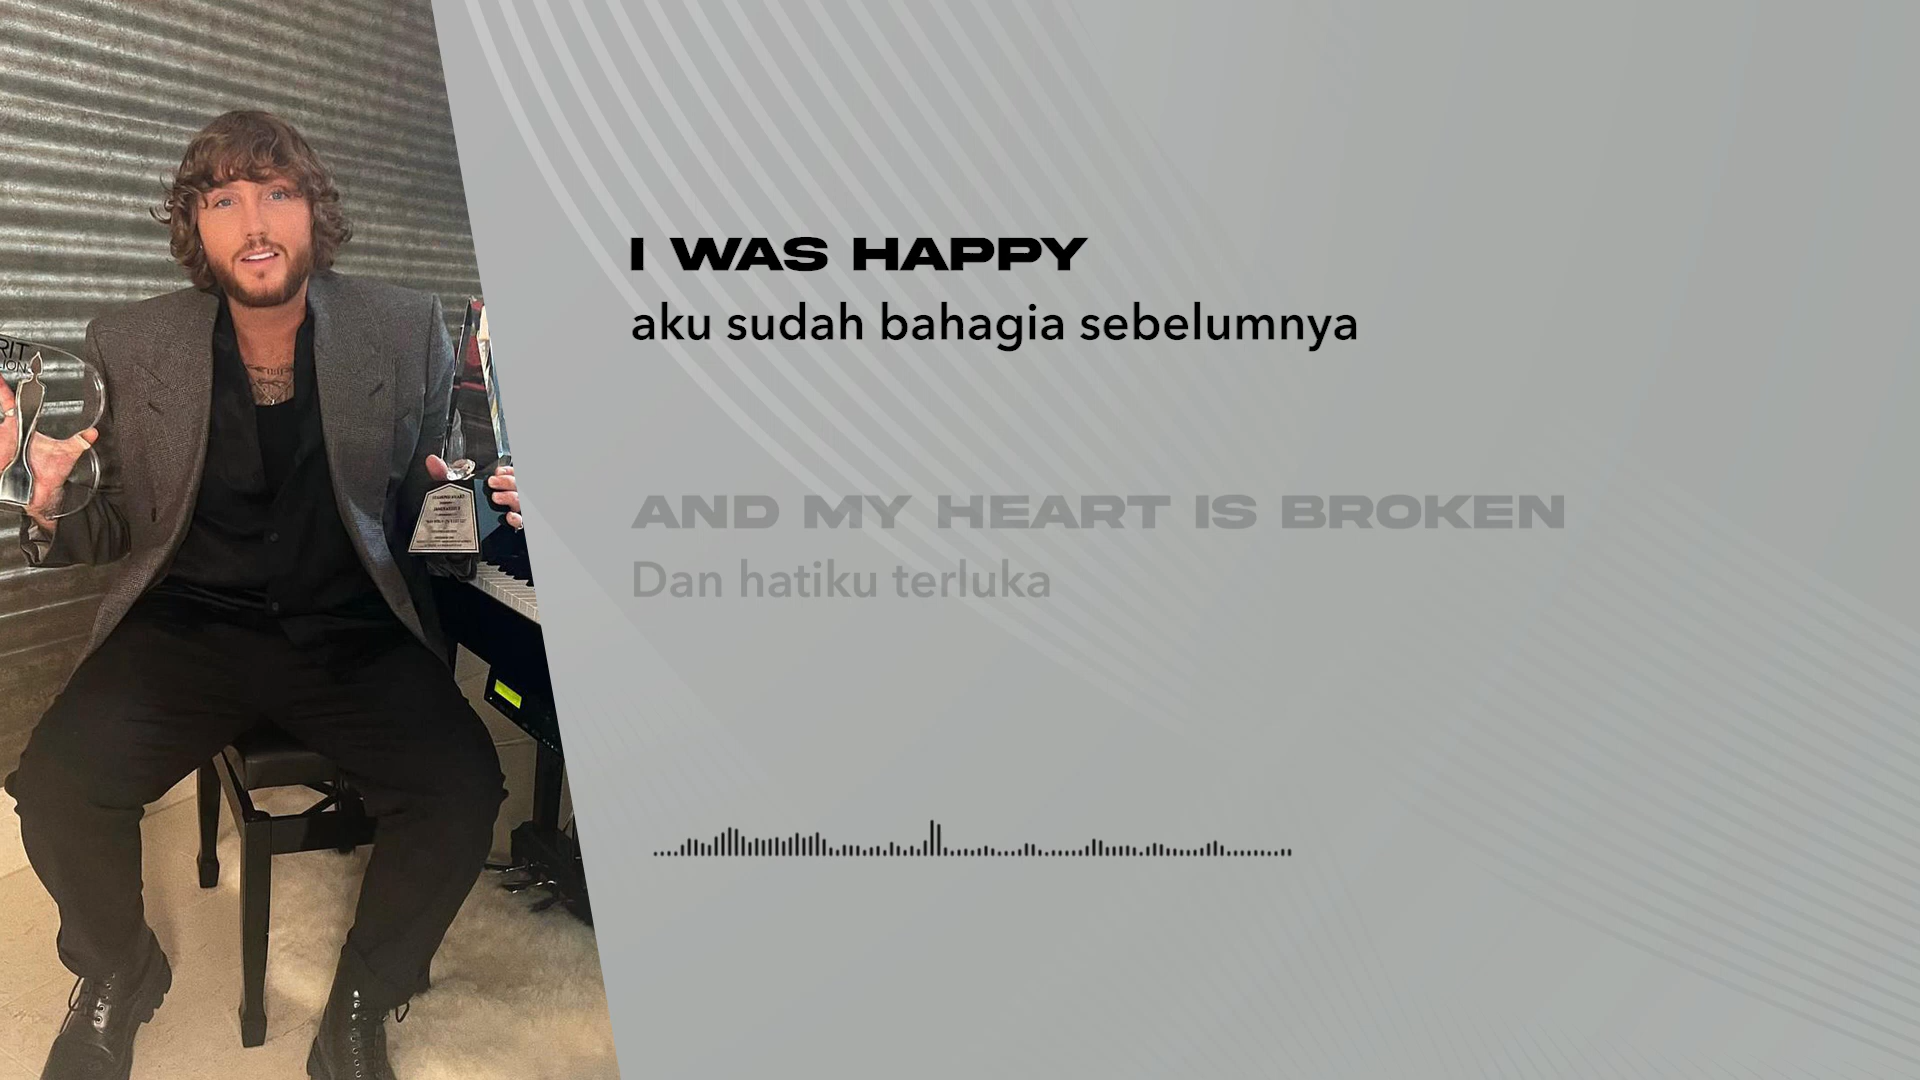 I WAS HAPPY
aku sudah bahagia sebelumnya
AND MY HEART IS BROKEN
Dan hatiku terluka